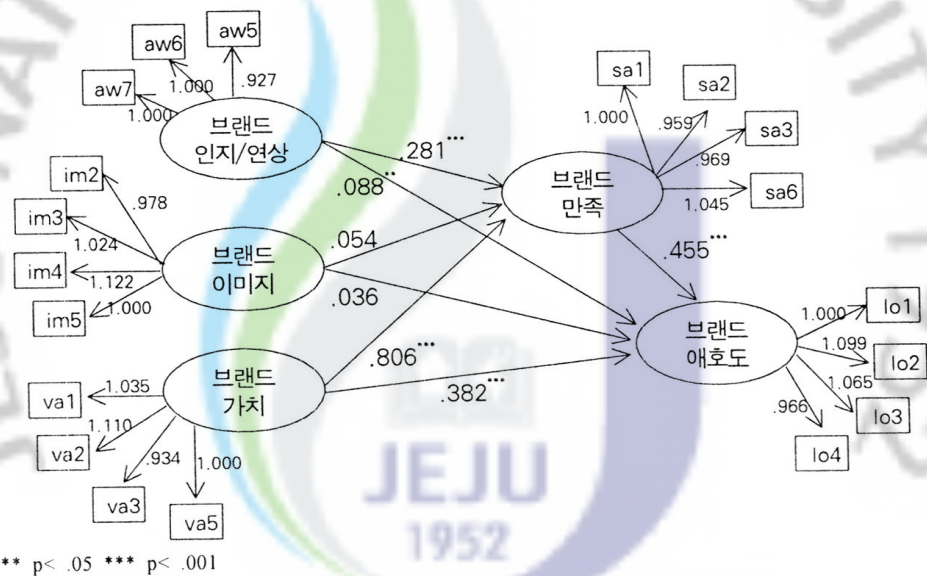 aw5
aw6
aw7
.927
1.000
1.000
브랜드
인지/연상
sa1
sa2
sa3
sa6
1.000
.959
.969
1.045
브랜드
만족
.281***
.088**
im2
im3
im4
im5
.978
1.024
1.122
1.000
브랜드
이미지
.054
.036
.455***
브랜드
애호도
lo1
lo2
lo3
lo4
1.000
1.099
1.065
.966
.806***
.382***
브랜드
가치
va1
va2
va3
va5
1.035
1.110
.934
1.000
JEJU
1952
** p< .05 *** p< .001